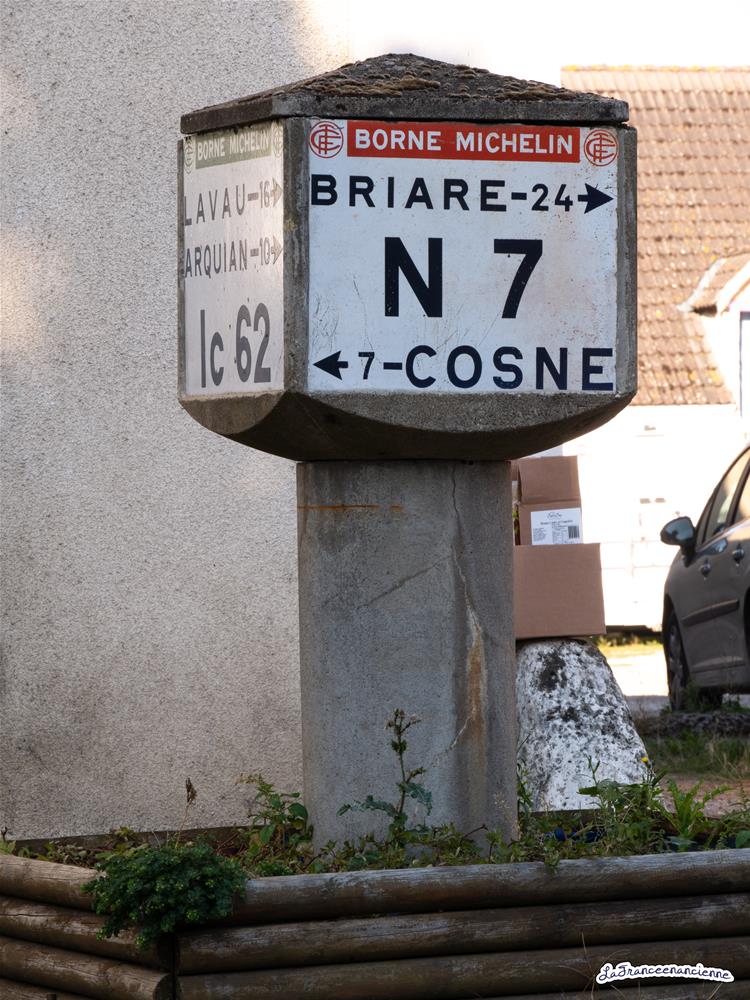 BORNE MICHELIN
LAVAU-16→
ARQUIAN-10→
Ic 62
BORNE MICHELIN
BRIARE-24→
N 7
←7-COSNE
LaFranceenancienne